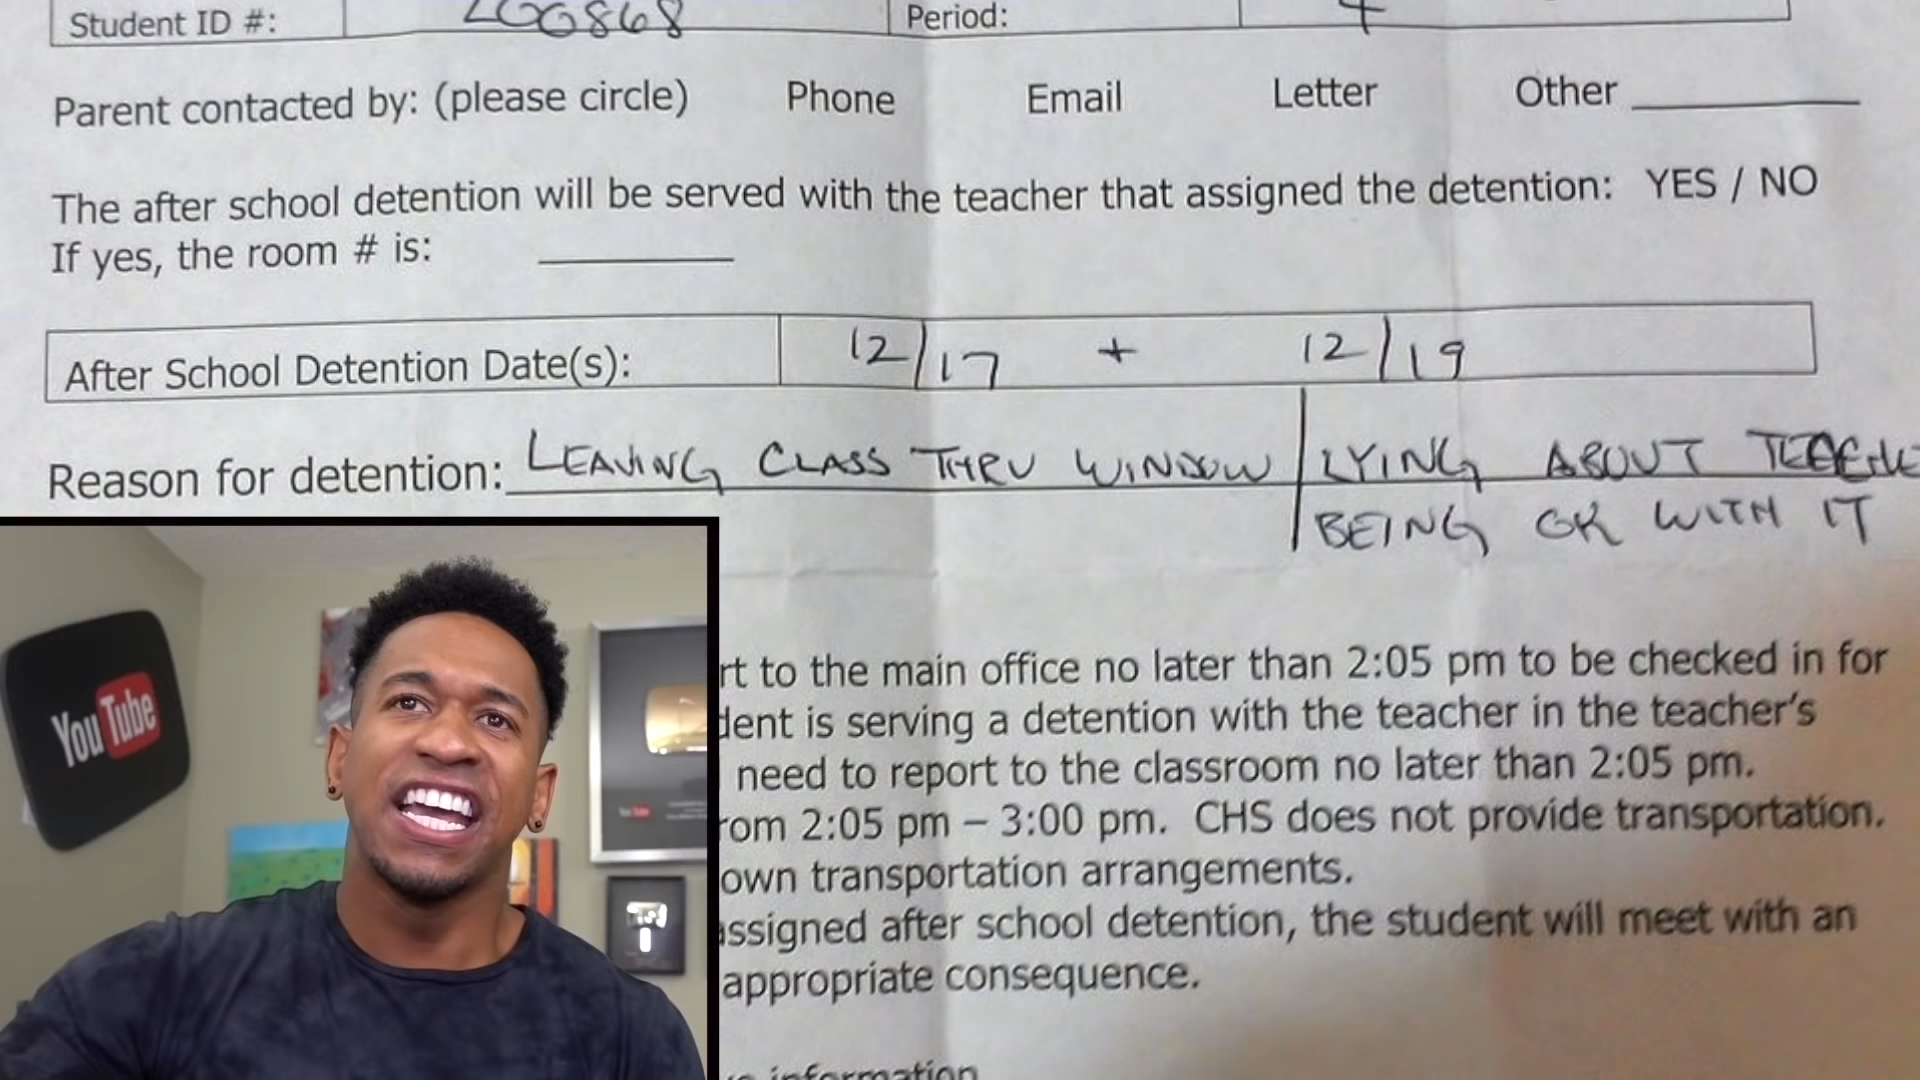 Student ID #: 200868 Period: 4
Parent contacted by: (please circle) Phone Email Letter Other
The after school detention will be served with the teacher that assigned the detention: YES / NO
If yes, the room # is:
After School Detention Date(s): 12/17 + 12/19
Reason for detention: LEAVING CLASS THRU WINDOW | LYING ABOUT
BEING OK WITH IT
YouTube
rt to the main office no later than 2:05 pm to be checked in for
dent is serving a detention with the teacher in the teacher's
need to report to the classroom no later than 2:05 pm.
rom 2:05 pm – 3:00 pm. CHS does not provide transportation.
own transportation arrangements.
assigned after school detention, the student will meet with an
appropriate consequence.
information